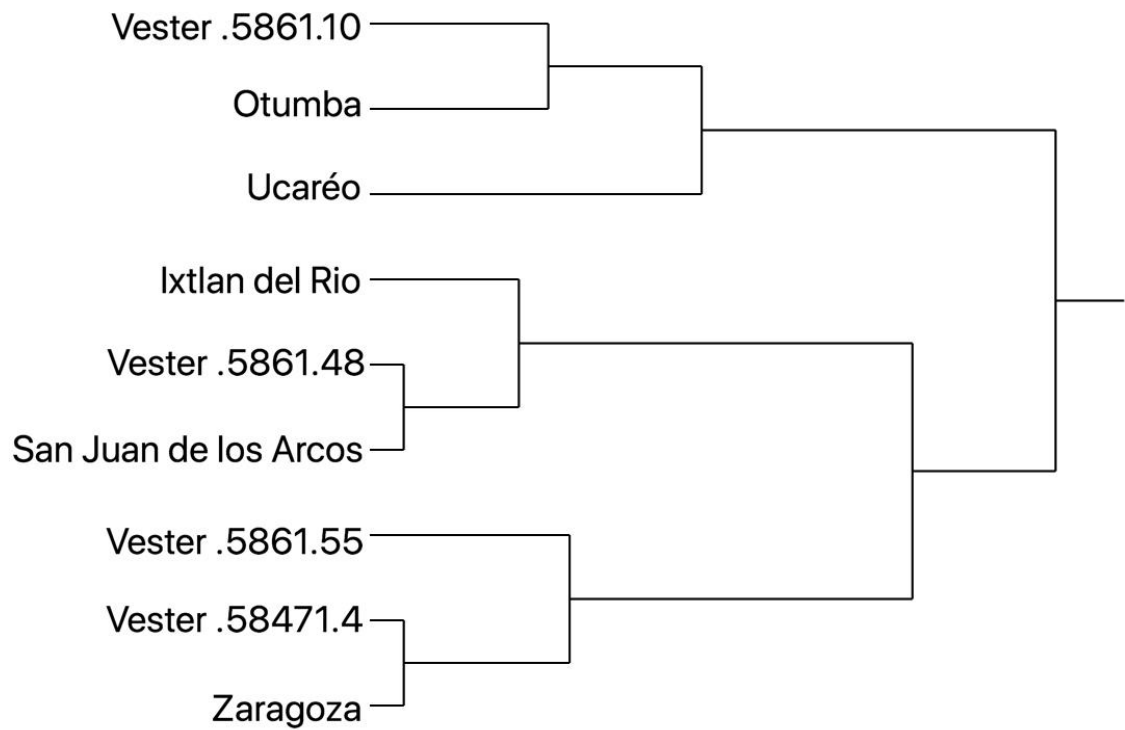 Vester .5861.10
Otumba
Ucaréo
Ixtlan del Rio
Vester .5861.48
San Juan de los Arcos
Vester .5861.55
Vester .58471.4
Zaragoza